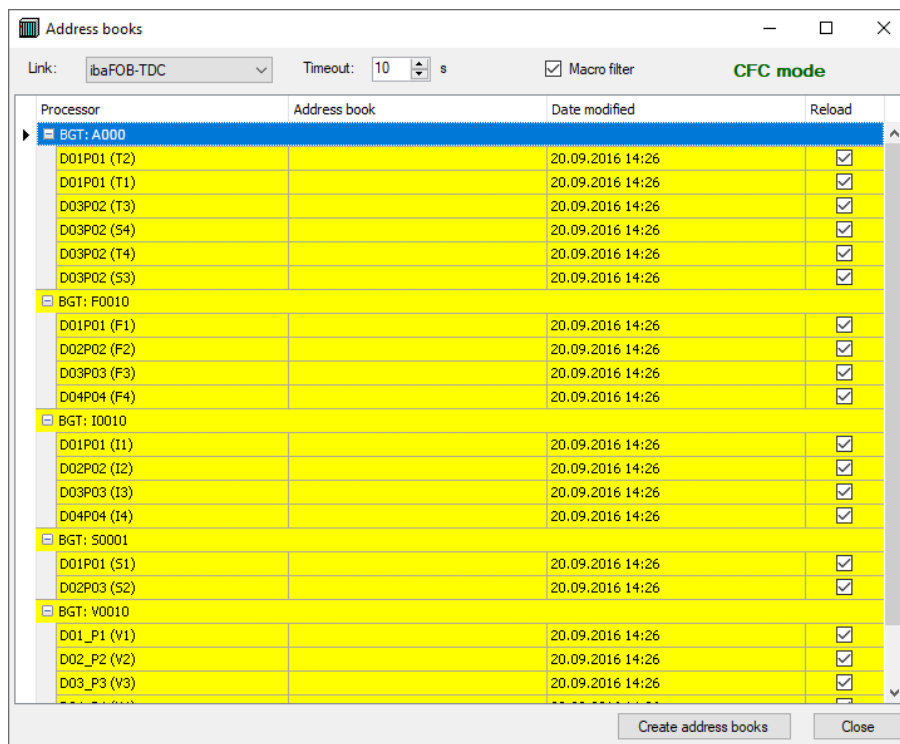 Address books
Link: ibaFOB-TDC Timeout: 10 s Macro filter CFC mode
Processor Address book Date modified Reload
BGT: A000
D01P01 (T2) 20.09.2016 14:26
D01P01 (T1) 20.09.2016 14:26
D03P02 (T3) 20.09.2016 14:26
D03P02 (S4) 20.09.2016 14:26
D03P02 (T4) 20.09.2016 14:26
D03P02 (S3) 20.09.2016 14:26
BGT: F0010
D01P01 (F1) 20.09.2016 14:26
D02P02 (F2) 20.09.2016 14:26
D03P03 (F3) 20.09.2016 14:26
D04P04 (F4) 20.09.2016 14:26
BGT: I0010
D01P01 (I1) 20.09.2016 14:26
D02P02 (I2) 20.09.2016 14:26
D03P03 (I3) 20.09.2016 14:26
D04P04 (I4) 20.09.2016 14:26
BGT: S0001
D01P01 (S1) 20.09.2016 14:26
D02P03 (S2) 20.09.2016 14:26
BGT: V0010
D01_P1 (V1) 20.09.2016 14:26
D02_P2 (V2) 20.09.2016 14:26
D03_P3 (V3) 20.09.2016 14:26
Create address books Close